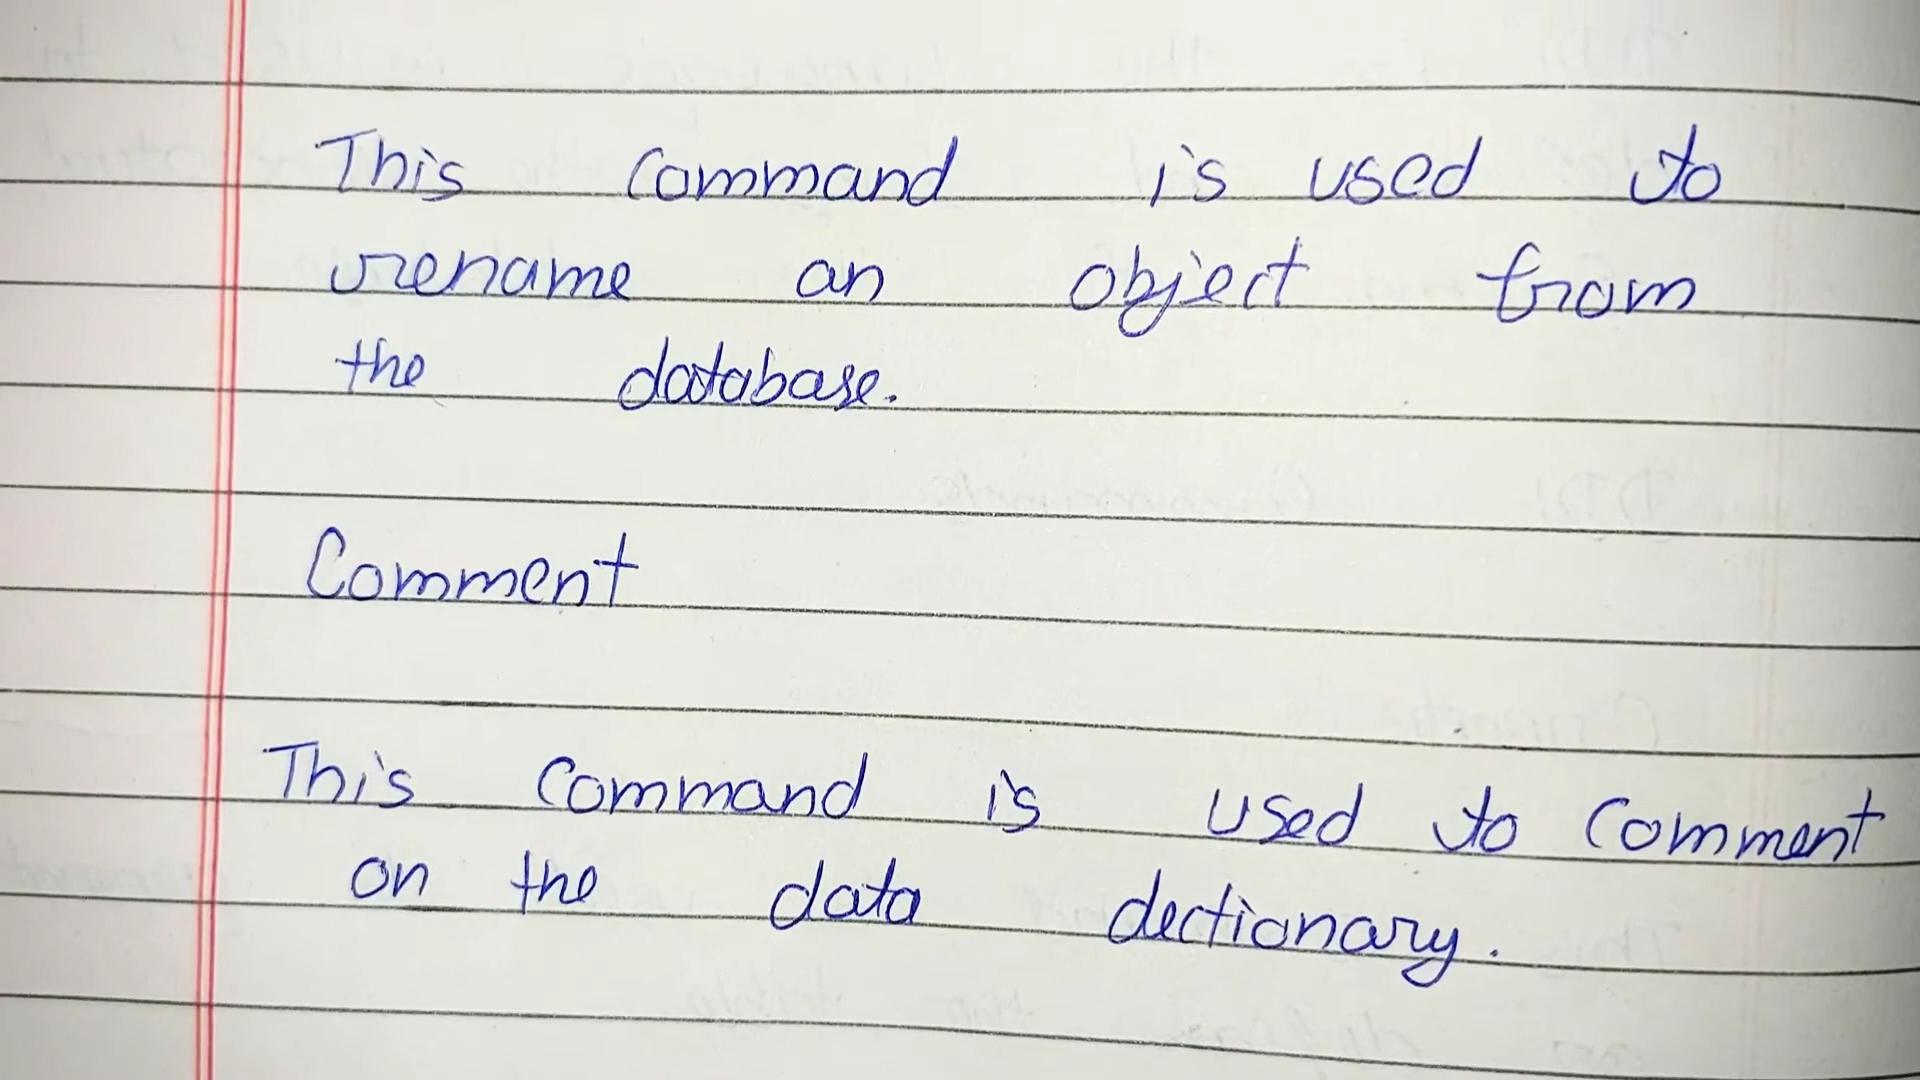 This Command is used to
rename an object from
the database.
Comment
This Command is used to Comment
on the data dectionary.